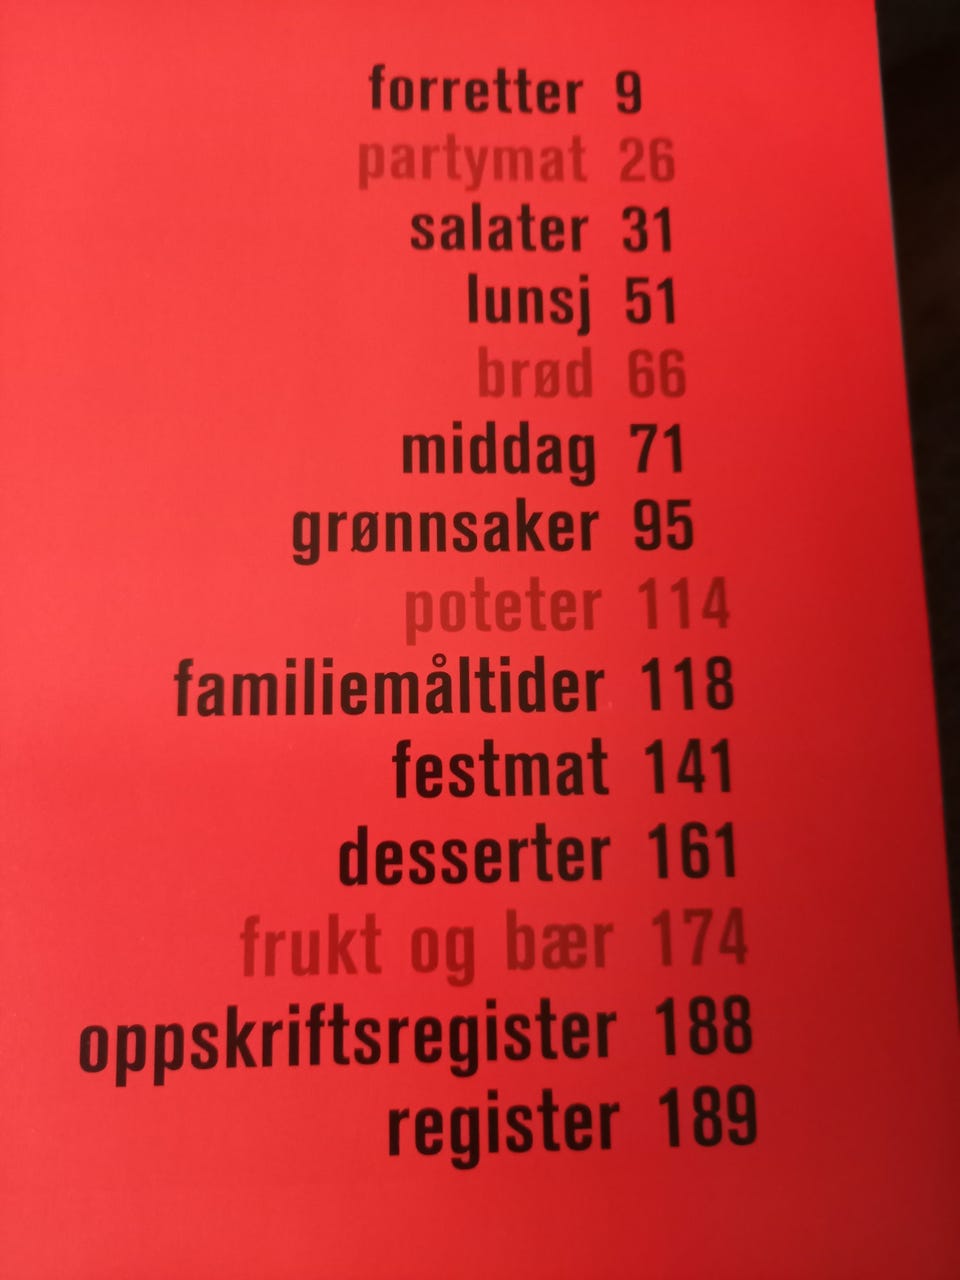 forretter 9
partymat 26
salater 31
lunsj 51
brød 66
middag 71
grønnsaker 95
poteter 114
familiemåltider 118
festmat 141
desserter 161
frukt og bær 174
oppskriftsregister 188
register 189